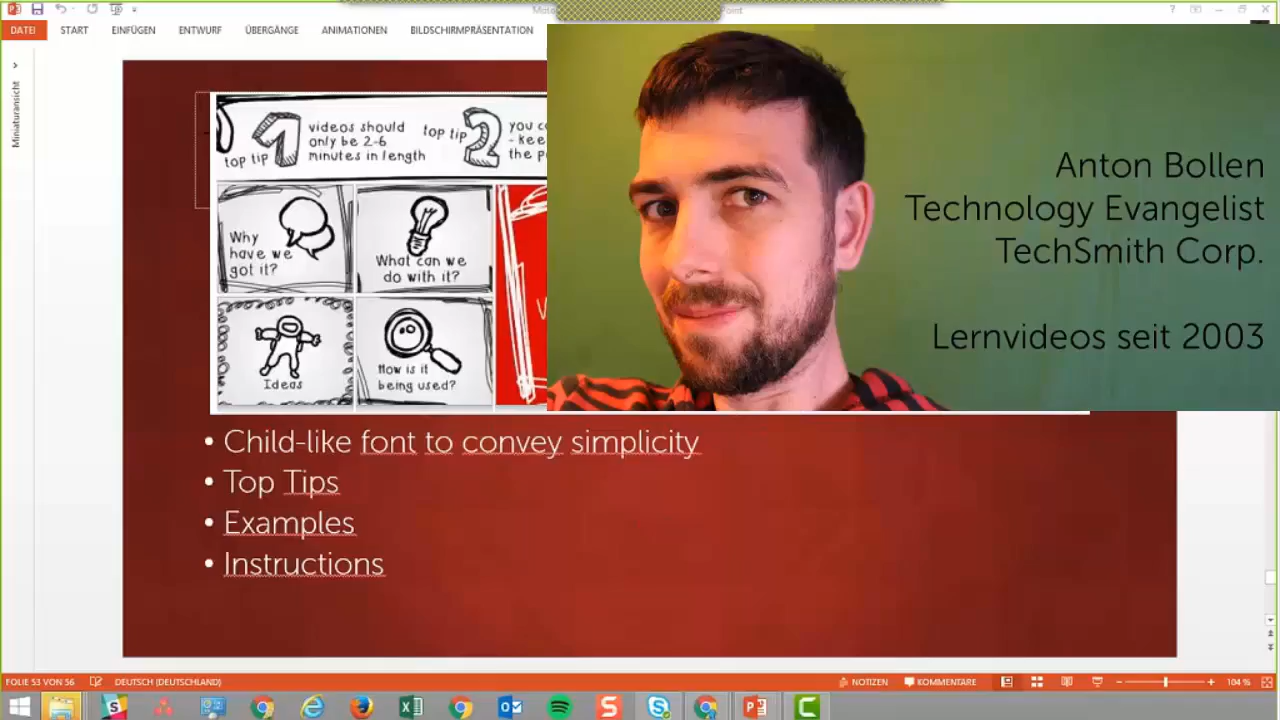 DATEI START EINFÜGEN ENTWURF ÜBERGÄNGE ANIMATIONEN BILDSCHIRMPRÄSENTATION
Miniaturansicht
top tip 1 videos should only be 2-6 minutes in length
top tip 2
Why have we got it?
What can we do with it?
Ideas
How is it being used?
Anton Bollen
Technology Evangelist
TechSmith Corp.
Lernvideos seit 2003
• Child-like font to convey simplicity
• Top Tips
• Examples
• Instructions
FOLIE 53 VON 56 DEUTSCH (DEUTSCHLAND) NOTIZEN KOMMENTARE 104 %